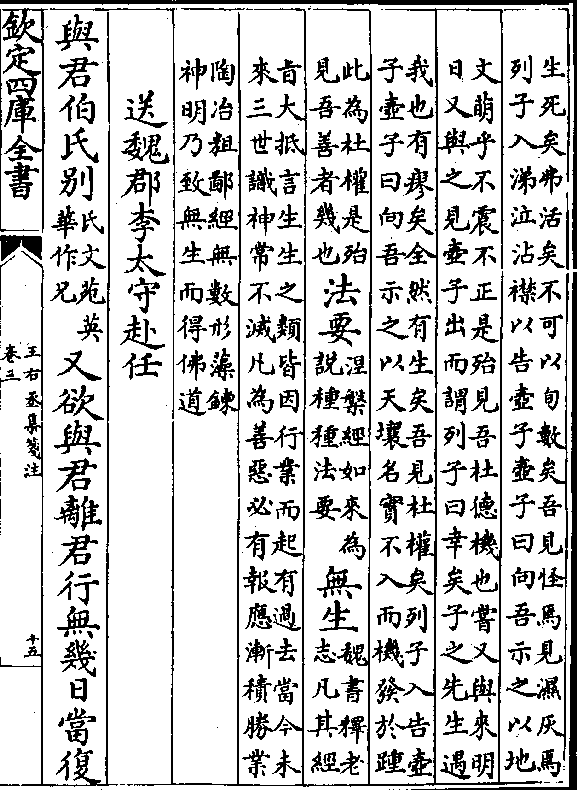 生死矣弗活矣不可以旬數矣吾見怪焉見濕灰焉
列子入涕泣沾襟以告壺子壺子曰向吾示之以地
文萌乎不震不正是殆見吾杜德機也嘗又與來明
日又與之見壺子出而謂列子曰幸矣子之先生遇
我也有瘳矣全然有生矣吾見杜權矣列子入告壺
子壺子曰向吾示之以天壤名實不入而機發於踵
此為杜權是殆
見吾善者幾也
法要
湼槃經如來為
説種種法要
無生
魏書釋老
志凡其經
旨大抵言生生之類皆因行業而起有過去當今未
來三世識神常不滅凡為善惡必有報應漸積勝業
陶冶粗鄙經無數形藻錬
神明乃致無生而得佛道
送魏郡李太守赴任
與君伯氏别
氏文苑英
華作兄
又欲與君離君行無幾日當復
欽定四庫全書
王右丞集箋注
卷三
十五